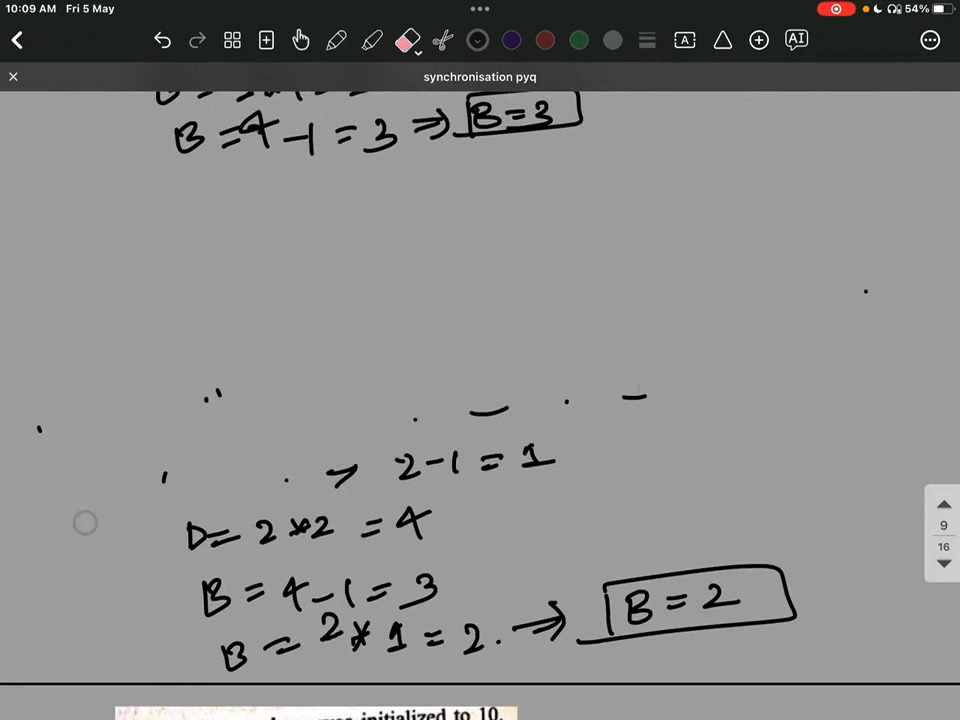 10:09 AM Fri 5 May 54%
A AI
synchronisation pyq
B = 4 - 1 = 3 ⇒ B = 3
→ 2 - 1 = 1
D = 2 * 2 = 4
B = 4 - 1 = 3
B = 2 * 1 = 2. ⇒ B = 2
9
16
initialized to 10.